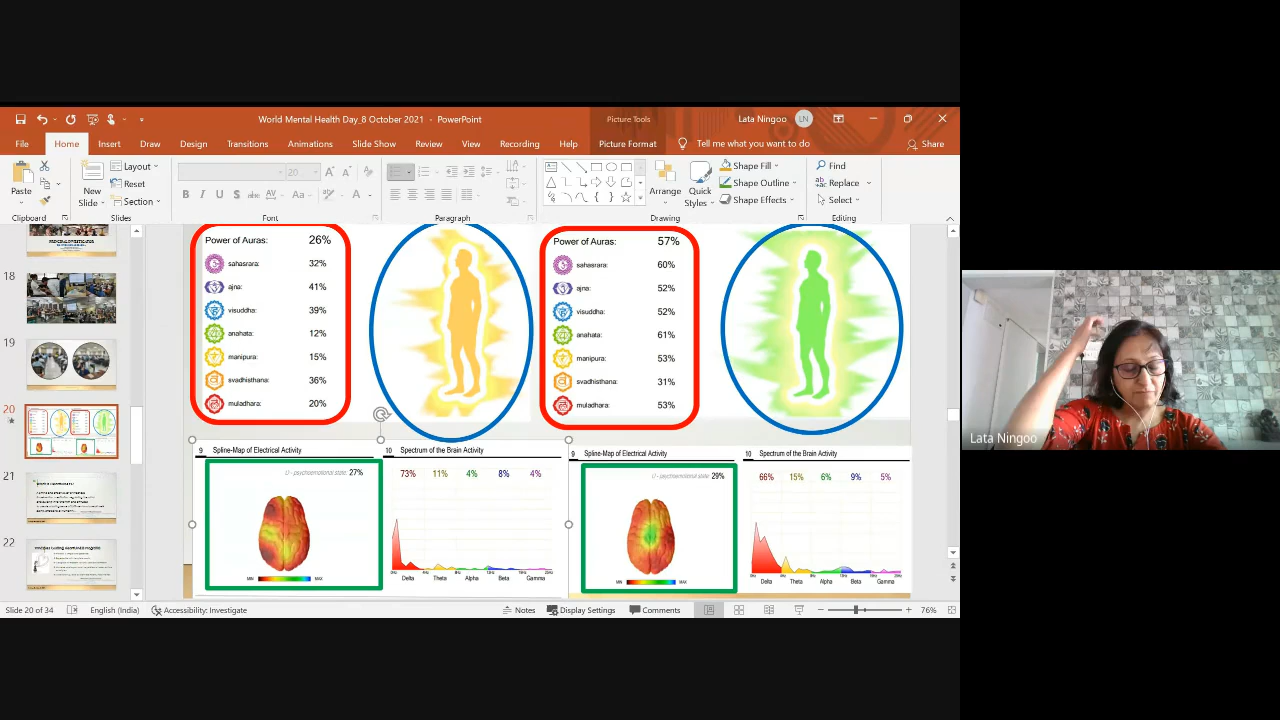 World Mental Health Day_8 October 2021 - PowerPoint
Picture Tools
Lata Ningoo
LN
File
Home
Insert
Draw
Design
Transitions
Animations
Slide Show
Review
View
Recording
Help
Picture Format
Tell me what you want to do
Share
Paste
New
Slide
Layout
Reset
Section
20
B I U S abc AV Aa A
Arrange
Quick
Styles
Shape Fill
Shape Outline
Shape Effects
Find
Replace
Select
Clipboard
Slides
Font
Paragraph
Drawing
Editing
18
19
20
21
22
Power of Auras: 26%
sahasrara: 32%
ajna: 41%
visuddha: 39%
anahata: 12%
manipura: 15%
svadhisthana: 36%
muladhara: 20%
Power of Auras: 57%
sahasrara: 60%
ajna: 52%
visuddha: 52%
anahata: 61%
manipura: 53%
svadhisthana: 31%
muladhara: 53%
9 Spline-Map of Electrical Activity
psychoemotional state: 27%
MIN MAX
10 Spectrum of the Brain Activity
73% 11% 4% 8% 4%
Delta Theta Alpha Beta Gamma
9 Spline-Map of Electrical Activity
psychoemotional state: 29%
MIN MAX
10 Spectrum of the Brain Activity
66% 15% 6% 9% 5%
Delta Theta Alpha Beta Gamma
Slide 20 of 34
English (India)
Accessibility: Investigate
Notes
Display Settings
Comments
76%
Lata Ningoo